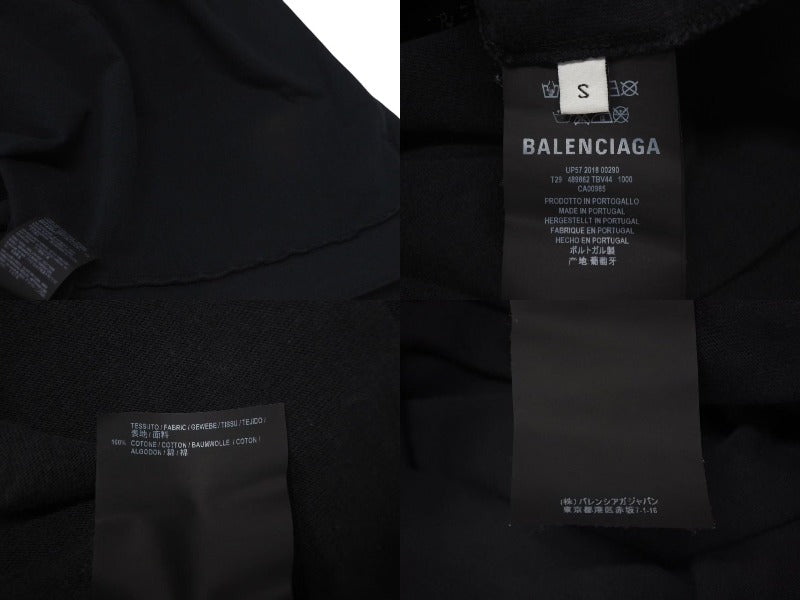 S
BALENCIAGA
UP57 2018 00290
T29 489862 TBV44 1000
CA00985
PRODOTTO IN PORTOGALLO
MADE IN PORTUGAL
HERGESTELLT IN PORTUGAL
FABRIQUE EN PORTUGAL
HECHO EN PORTUGAL
ポルトガル製
产地:葡萄牙
TESSUTO / FABRIC / GEWEBE / TISSU / TEJIDO /
表地 / 面料
100% COTONE / COTTON / BAUMWOLLE / COTON /
ALGODON / 綿 / 棉
(株) バレンシアガジャパン
東京都港区赤坂7-1-16